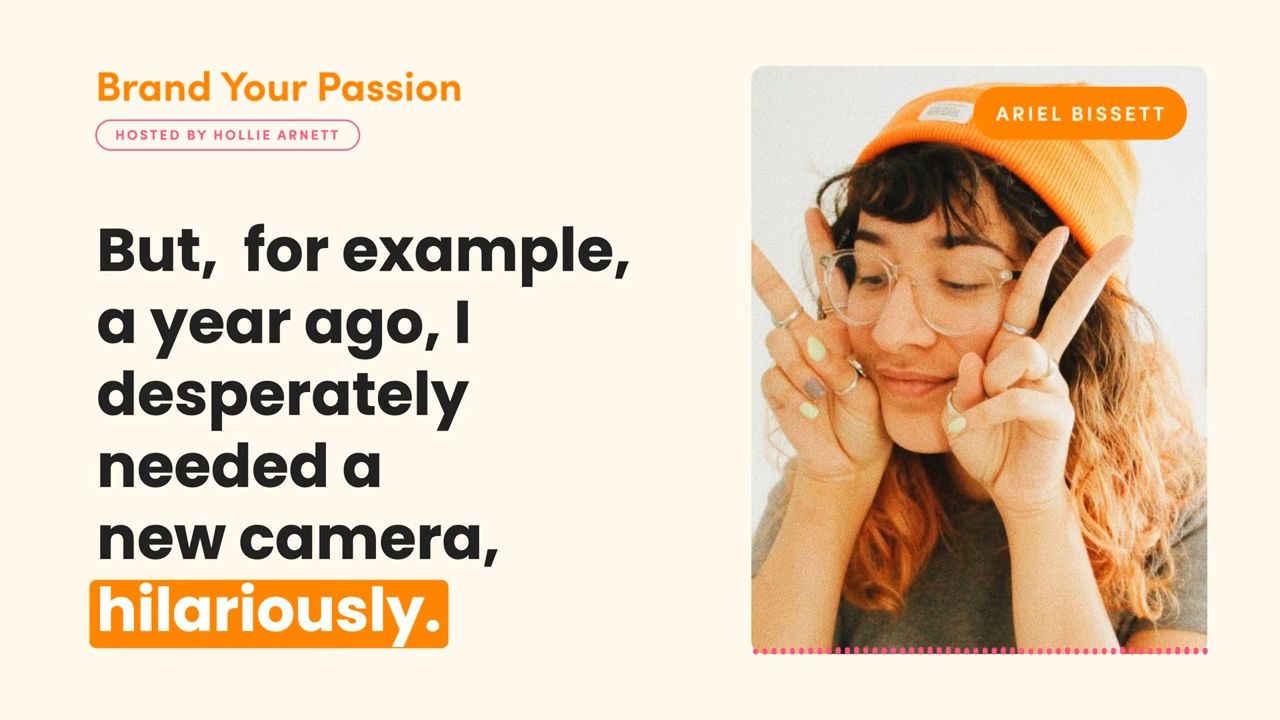 Brand Your Passion
HOSTED BY HOLLIE ARNETT
ARIEL BISSETT
But, for example,
a year ago, I
desperately
needed a
new camera,
hilariously.